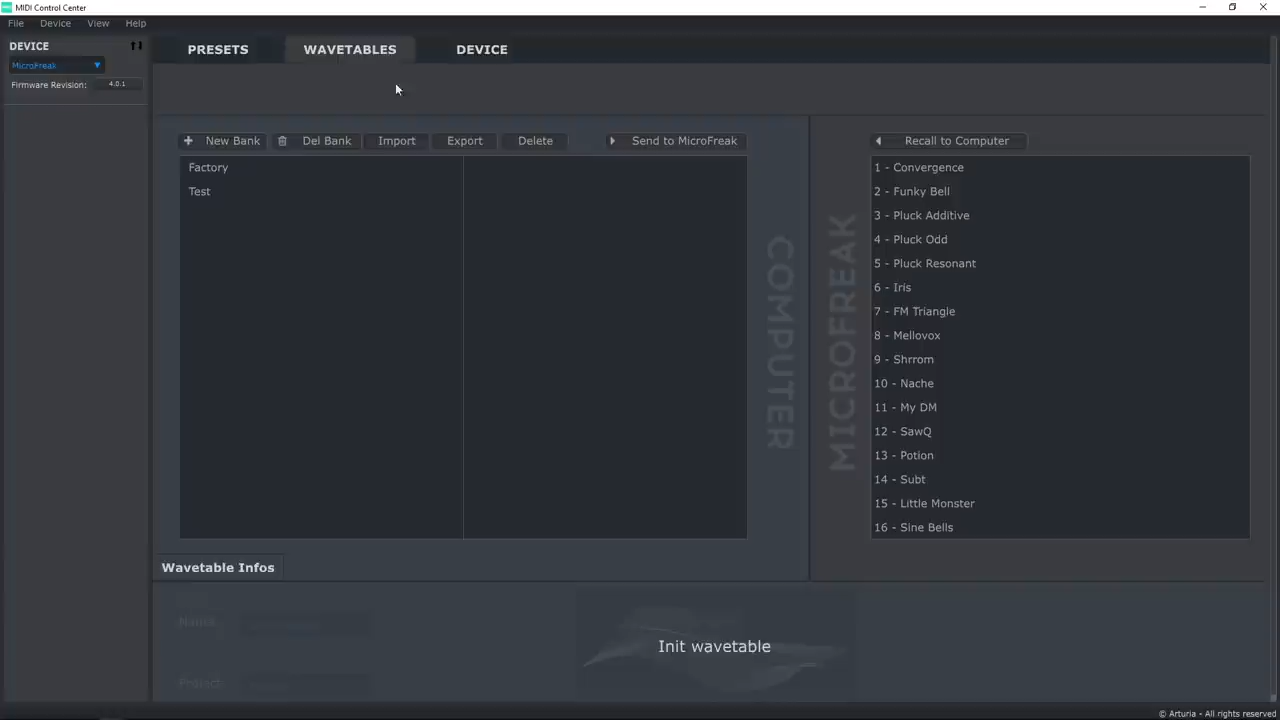 MIDI Control Center
File Device View Help
DEVICE
MicroFreak
Firmware Revision: 4.0.1
PRESETS WAVETABLES DEVICE
New Bank Del Bank Import Export Delete Send to MicroFreak
Factory
Test
COMPUTER
MICROFREAK
Recall to Computer
1 - Convergence
2 - Funky Bell
3 - Pluck Additive
4 - Pluck Odd
5 - Pluck Resonant
6 - Iris
7 - FM Triangle
8 - Mellovox
9 - Shrrom
10 - Nache
11 - My DM
12 - SawQ
13 - Potion
14 - Subt
15 - Little Monster
16 - Sine Bells
Wavetable Infos
Name:
Project:
Init wavetable
© Arturia - All rights reserved